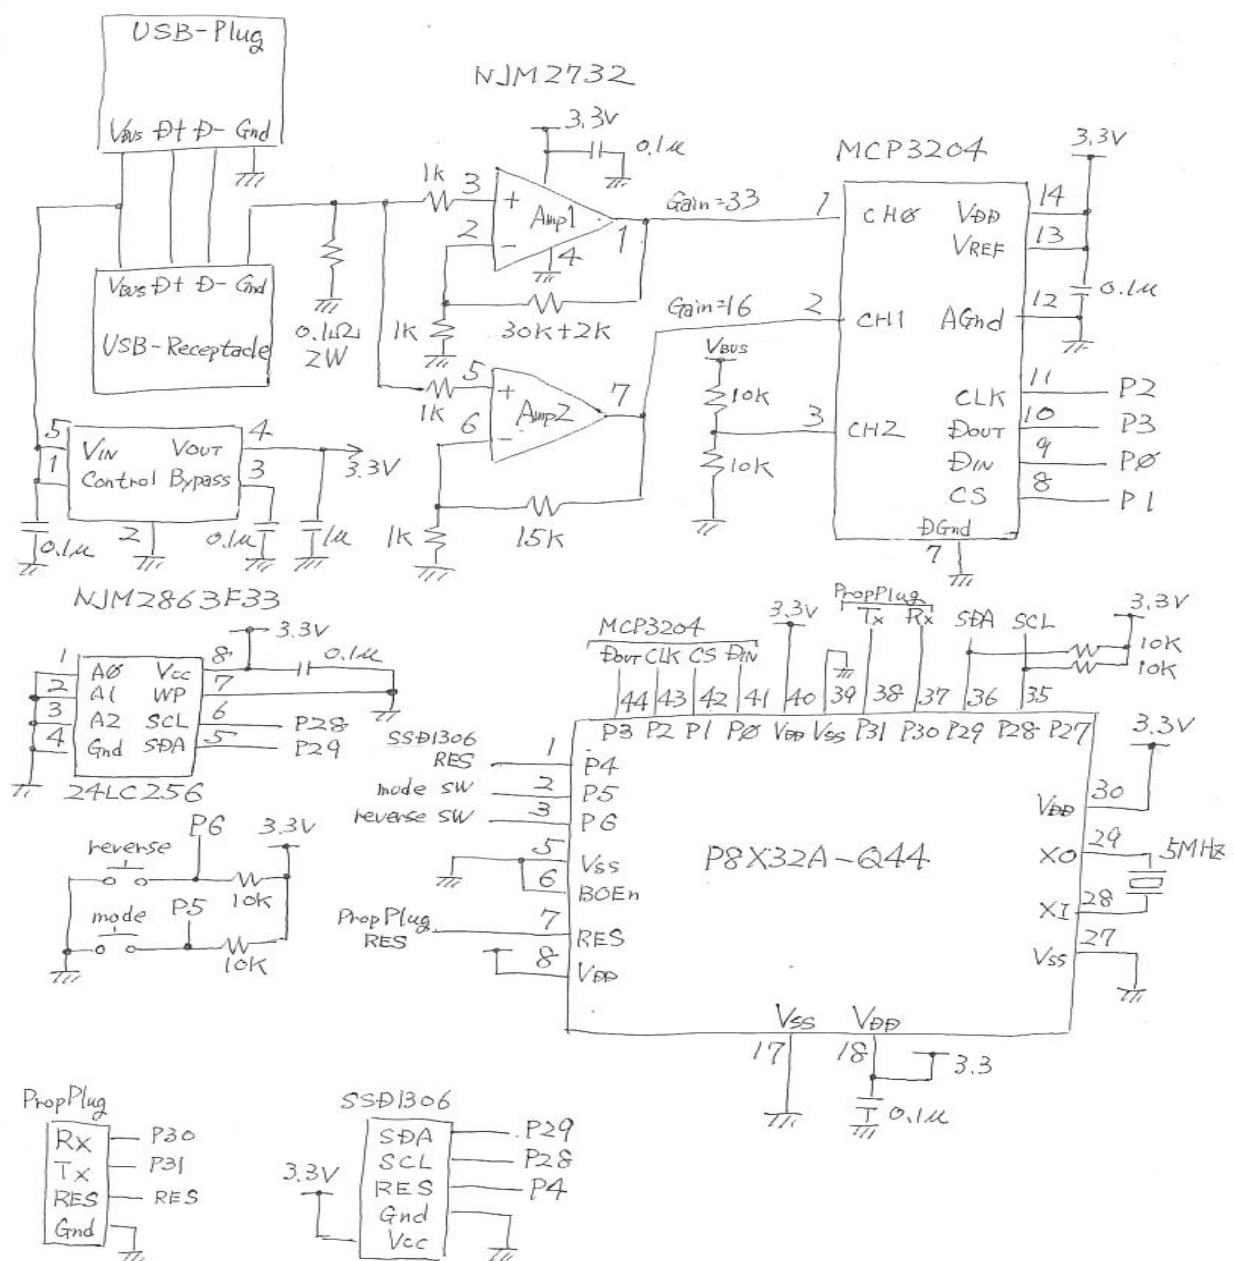 USB-Plug
VBUS D+ D- Gnd
NJM2732
3.3V
0.1μ
1k
3
+
Amp1
2
-
1
4
30K+2K
1K
Gain=33
VBUS D+ D- Gnd
USB-Receptacle
0.1Ω
2W
1K
5
+
Amp2
6
-
7
15K
1K
Gain=16
VBUS
10K
10K
MCP3204
3.3V
1 CHØ VDD 14
VREF 13
0.1μ
2 CH1 AGnd 12
CLK 11 P2
3 CH2 DOUT 10 P3
DIN 9 PØ
CS 8 P1
DGnd
7
5 VIN VOUT 4
3.3V
1 Control Bypass 3
2
0.1μ
0.1μ
1μ
NJM2863F33
3.3V
0.1μ
1 AØ Vcc 8
2 A1 WP 7
3 A2 SCL 6 P28
4 Gnd SDA 5 P29
24LC256
P6 3.3V
reverse
10K
mode P5
10K
MCP3204
DOUT CLK CS DIN
3.3V
PropPlug
Tx Rx
SDA SCL
3.3V
10K
10K
44 43 42 41 40 39 38 37 36 35
P3 P2 P1 PØ VDD VSS P31 P30 P29 P28 P27
SSD1306
RES 1 P4
mode SW 2 P5
reverse SW 3 P6
5 VSS
6 BOEn
PropPlug
RES 7 RES
8 VDD
P8X32A-Q44
3.3V
VDD 30
XO 29
5MHz
XI 28
VSS 27
VSS VDD
17 18
3.3
0.1μ
PropPlug
Rx P30
Tx P31
RES RES
Gnd
SSD1306
3.3V
SDA P29
SCL P28
RES P4
Gnd
Vcc